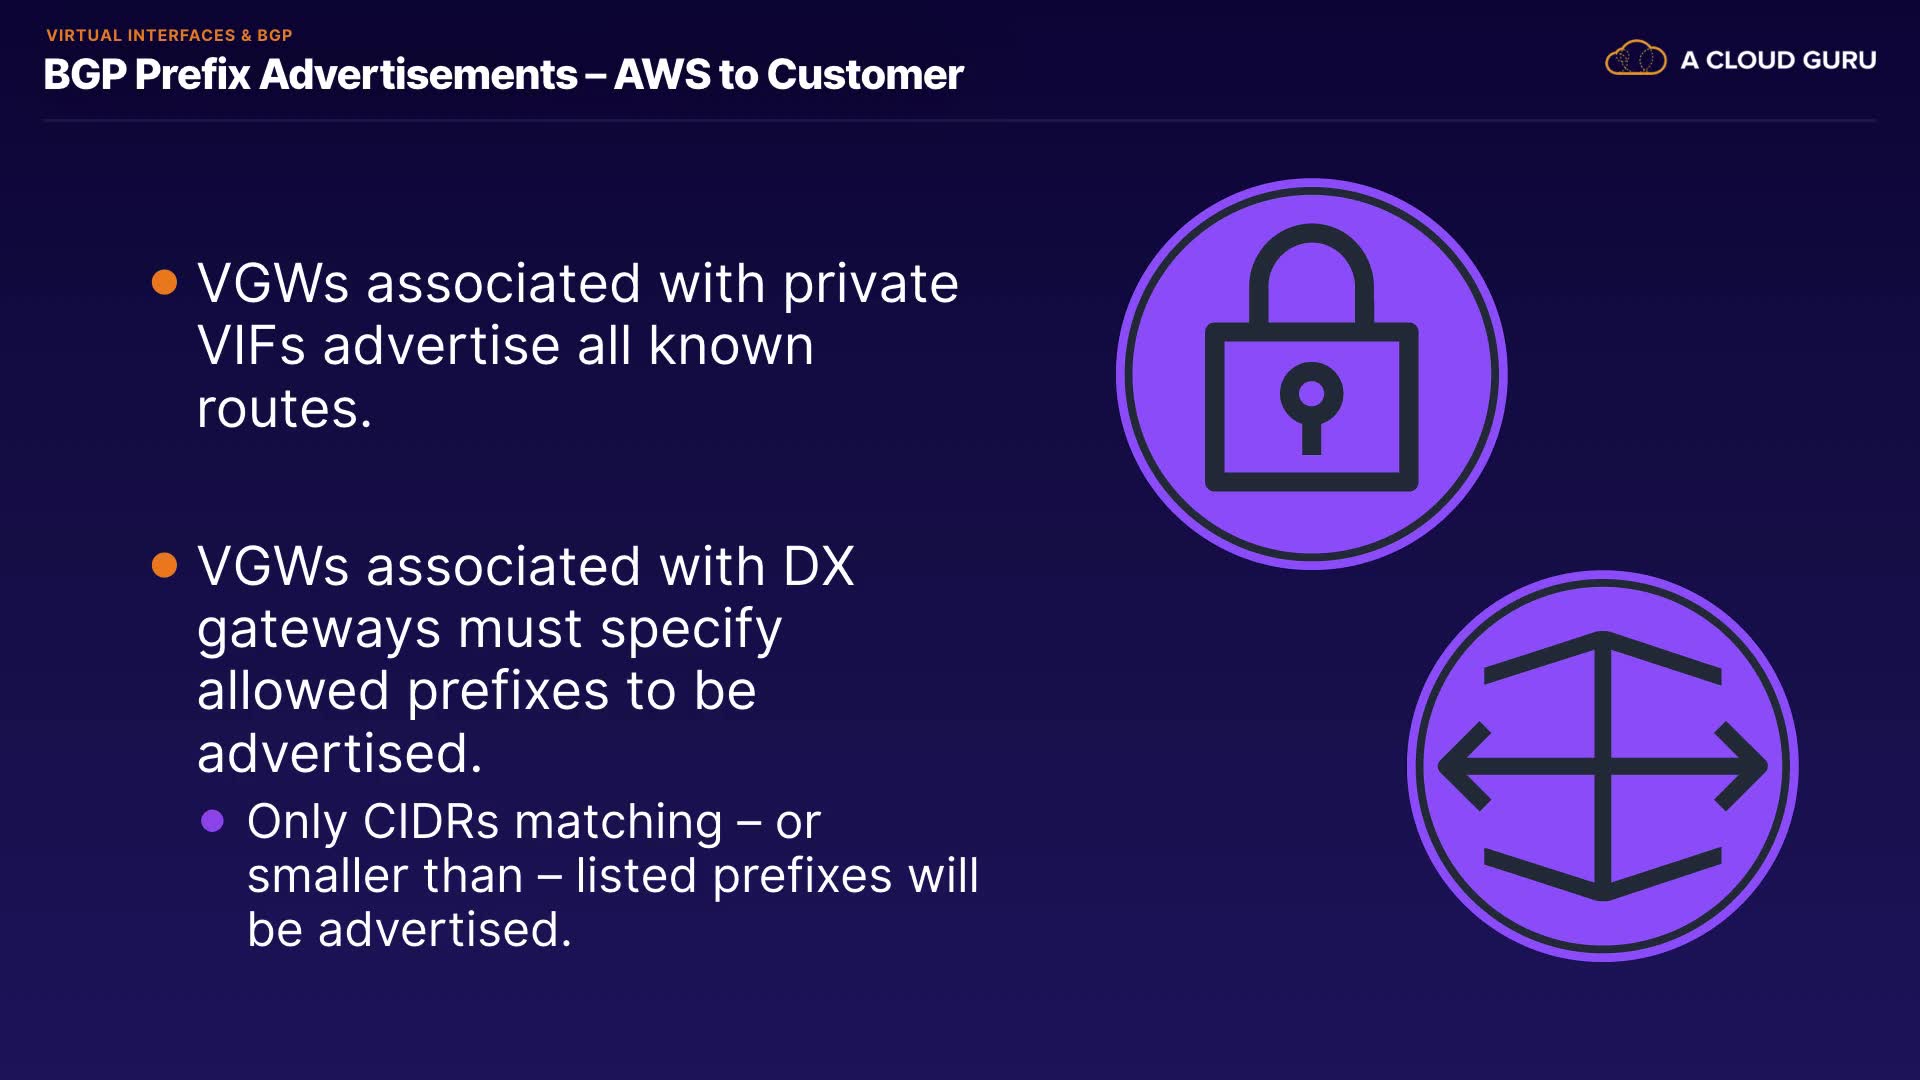 VIRTUAL INTERFACES & BGP
BGP Prefix Advertisements – AWS to Customer
A CLOUD GURU
VGWs associated with private
VIFs advertise all known
routes.
VGWs associated with DX
gateways must specify
allowed prefixes to be
advertised.
Only CIDRs matching – or
smaller than – listed prefixes will
be advertised.